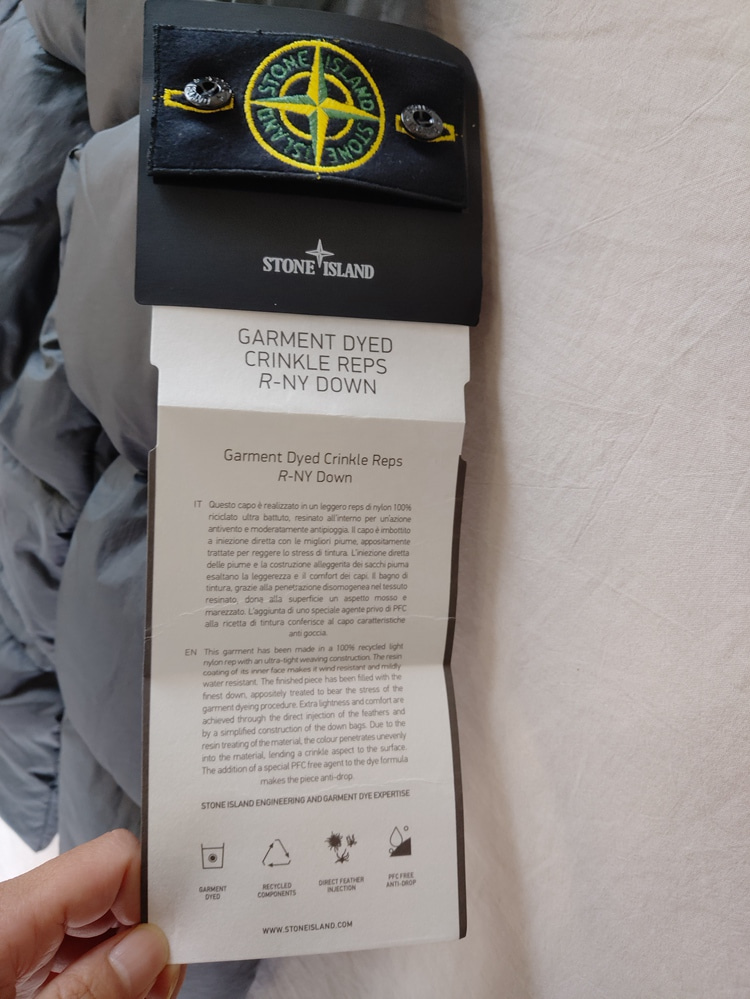 STONE ISLAND
STONE ISLAND
STONE ISLAND
GARMENT DYED
CRINKLE REPS
R-NY DOWN
Garment Dyed Crinkle Reps
R-NY Down
IT Questo capo è realizzato in un leggero reps di nylon 100%
riciclato ultra battuto, resinato all'interno per un'azione
antivento e moderatamente antipioggia. Il capo è imbottito
a iniezione diretta con le migliori piume, appositamente
trattate per reggere lo stress di tintura. L'iniezione diretta
delle piume e la costruzione alleggerita dei sacchi piuma
esaltano la leggerezza e il comfort dei capi. Il bagno di
tintura, grazie alla penetrazione disomogenea nel tessuto
resinato, dona alla superficie un aspetto mosso e
marezzato. L'aggiunta di uno speciale agente privo di PFC
alla ricetta di tintura conferisce al capo caratteristiche
anti goccia.
EN This garment has been made in a 100% recycled light
nylon rep with an ultra-tight weaving construction. The resin
coating of its inner face makes it wind resistant and mildly
water resistant. The finished piece has been filled with the
finest down, appositely treated to bear the stress of the
garment dyeing procedure. Extra lightness and comfort are
achieved through the direct injection of the feathers and
by a simplified construction of the down bags. Due to the
resin treating of the material, the colour penetrates unevenly
into the material, lending a crinkle aspect to the surface.
The addition of a special PFC free agent to the dye formula
makes the piece anti-drop.
STONE ISLAND ENGINEERING AND GARMENT DYE EXPERTISE
GARMENT
DYED
RECYCLED
COMPONENTS
DIRECT FEATHER
INJECTION
PFC FREE
ANTI-DROP
WWW.STONEISLAND.COM